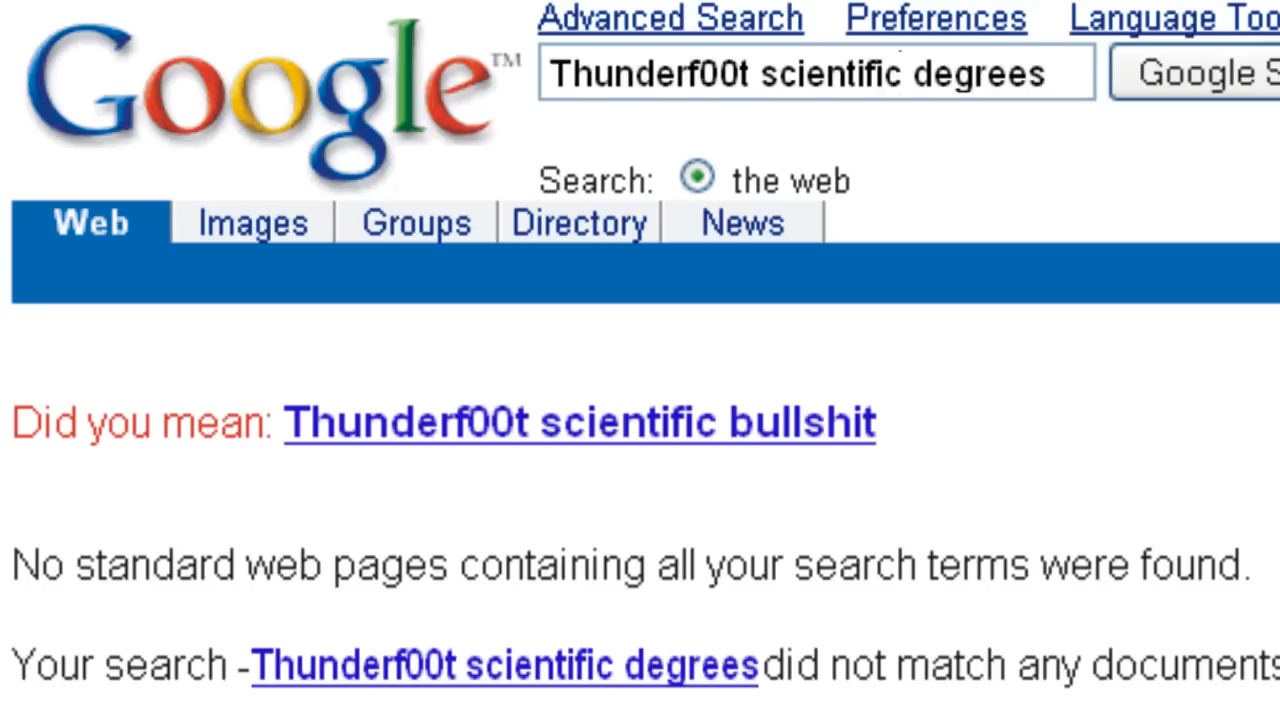 Advanced Search Preferences Language Too
Google™ Thunderf00t scientific degrees Google S
Search: the web
Web Images Groups Directory News
Did you mean: Thunderf00t scientific bullshit
No standard web pages containing all your search terms were found.
Your search -Thunderf00t scientific degrees did not match any documents